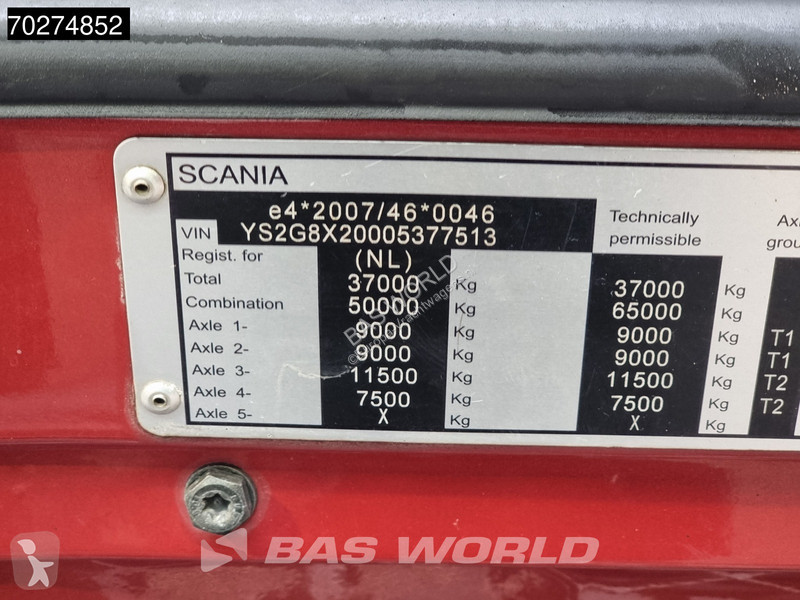 70274852
SCANIA
e4*2007/46*0046
VIN YS2G8X20005377513
Technically permissible
Regist. for (NL)
Total 37000 Kg 37000 Kg
Combination 50000 Kg 65000 Kg
Axle 1- 9000 Kg 9000 Kg T1
Axle 2- 9000 Kg 9000 Kg T1
Axle 3- 11500 Kg 11500 Kg T2
Axle 4- 7500 Kg 7500 Kg T2
Axle 5- X Kg X Kg
BAS WORLD
BAS WORLD